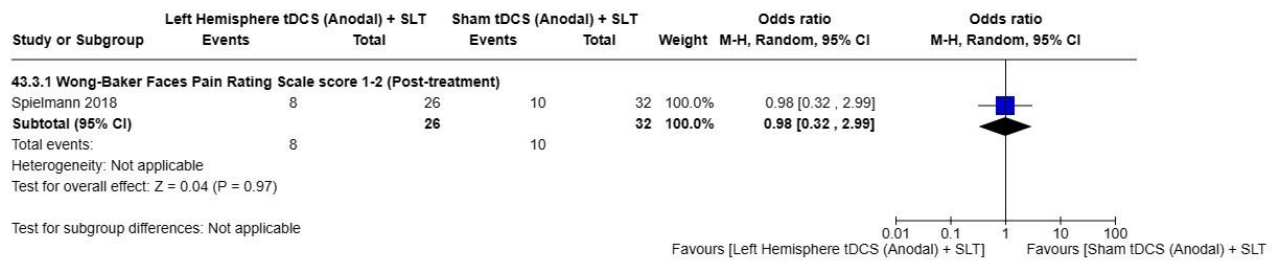 Left Hemisphere tDCS (Anodal) + SLT Sham tDCS (Anodal) + SLT Odds ratio Odds ratio
Study or Subgroup Events Total Events Total Weight M-H, Random, 95% CI M-H, Random, 95% CI
43.3.1 Wong-Baker Faces Pain Rating Scale score 1-2 (Post-treatment)
Spielmann 2018 8 26 10 32 100.0% 0.98 [0.32 , 2.99]
Subtotal (95% CI) 26 32 100.0% 0.98 [0.32 , 2.99]
Total events: 8 10
Heterogeneity: Not applicable
Test for overall effect: Z = 0.04 (P = 0.97)
Test for subgroup differences: Not applicable
0.01 0.1 1 10 100
Favours [Left Hemisphere tDCS (Anodal) + SLT] Favours [Sham tDCS (Anodal) + SLT